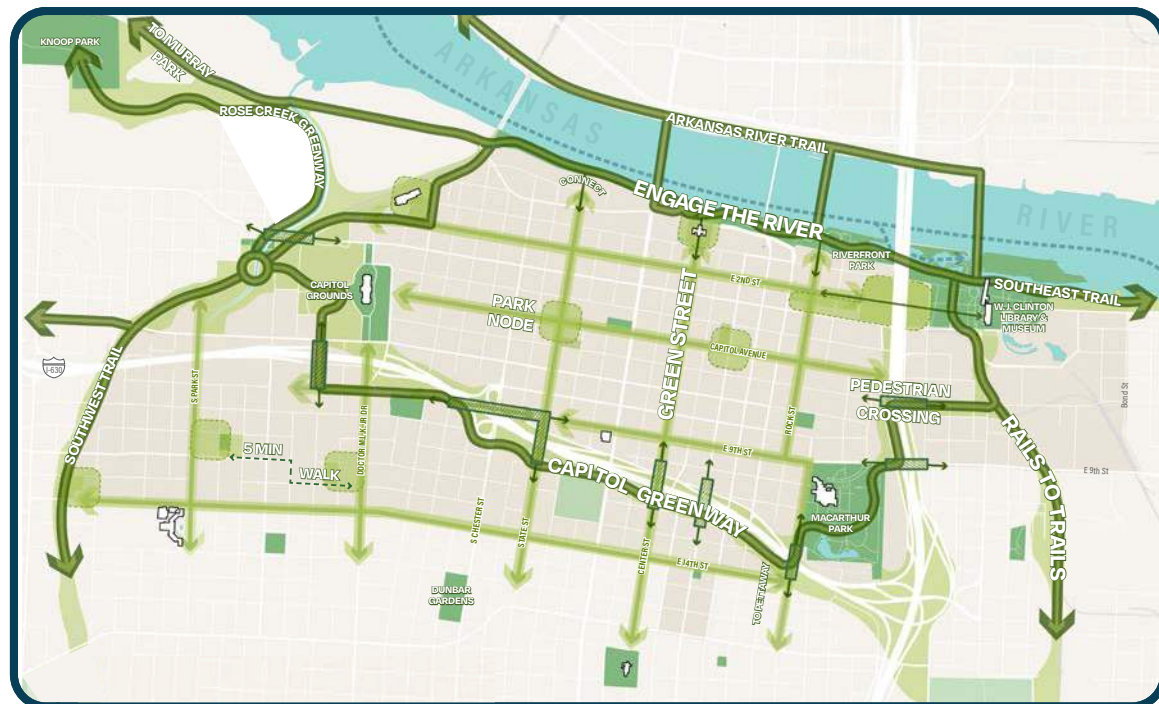 KNOOP PARK
TO MURRAY
PARK
ROSE CREEK GREENWAY
ARKANSAS
ARKANSAS RIVER TRAIL
CONNECT
ENGAGE THE RIVER
RIVER
RIVERFRONT
PARK
E 2ND ST
SOUTHEAST TRAIL
CAPITOL
GROUNDS
W.J. CLINTON
LIBRARY &
MUSEUM
PARK
NODE
GREEN STREET
CAPITOL AVENUE
I-630
SOUTHWEST TRAIL
S PARK ST
DOCTOR MLK JR. DR
ROCK ST
PEDESTRIAN
CROSSING
Bond St
5 MIN
WALK
E 9TH ST
E 9th St
CAPITOL GREENWAY
RAILS TO TRAILS
MACARTHUR
PARK
S CHESTER ST
STATE ST
CENTER ST
E 14TH ST
TO PETTAWAY
DUNBAR
GARDENS